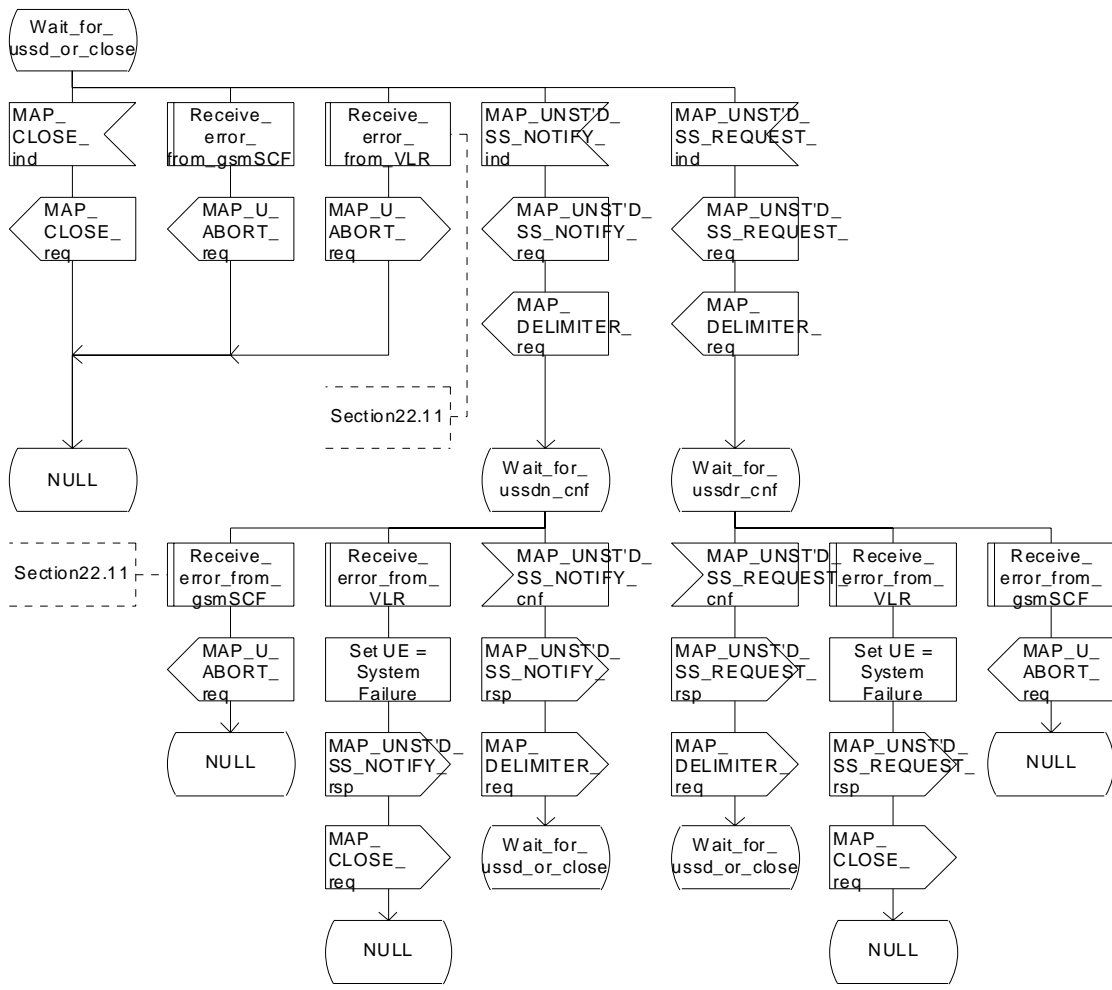 Wait_for_
ussd_or_close
MAP_
CLOSE_
ind
Receive_
error_
from_gsmSCF
Receive_
error_
from_VLR
MAP_UNST'D_
SS_NOTIFY_
ind
MAP_UNST'D_
SS_REQUEST_
ind
MAP_
CLOSE_
req
MAP_U_
ABORT_
req
MAP_U_
ABORT_
req
MAP_UNST'D_
SS_NOTIFY_
req
MAP_UNST'D_
SS_REQUEST_
req
MAP_
DELIMITER_
req
MAP_
DELIMITER_
req
Section22.11
NULL
Wait_for_
ussdn_cnf
Wait_for_
ussdr_cnf
Section22.11
Receive_
error_from_
gsmSCF
Receive_
error_from_
VLR
MAP_UNST'D_
SS_NOTIFY_
cnf
MAP_UNST'D_
SS_REQUEST_
cnf
Receive_
error_from_
VLR
Receive_
error_from_
gsmSCF
MAP_U_
ABORT_
req
Set UE =
System
Failure
MAP_UNST'D_
SS_NOTIFY_
rsp
MAP_UNST'D_
SS_REQUEST_
rsp
Set UE =
System
Failure
MAP_U_
ABORT_
req
NULL
MAP_UNST'D_
SS_NOTIFY_
rsp
MAP_
DELIMITER_
req
MAP_
DELIMITER_
req
MAP_UNST'D_
SS_REQUEST_
rsp
NULL
MAP_
CLOSE_
req
Wait_for_
ussd_or_close
Wait_for_
ussd_or_close
MAP_
CLOSE_
req
NULL
NULL